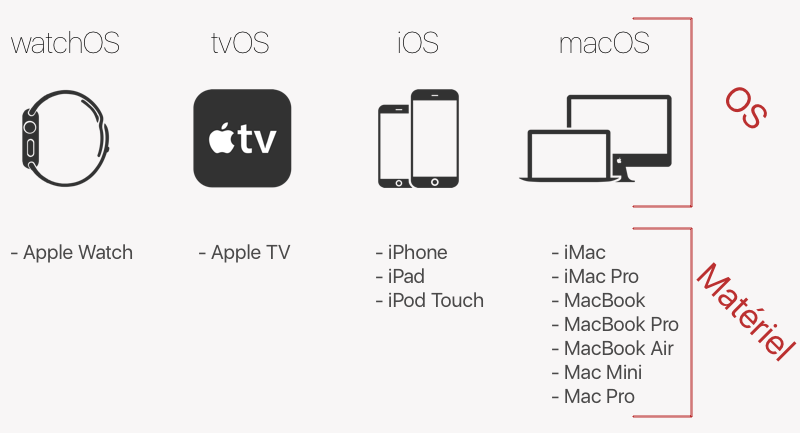 watchOS
tvOS
iOS
macOS
OS
tv
- Apple Watch
- Apple TV
- iPhone
- iPad
- iPod Touch
- iMac
- iMac Pro
- MacBook
- MacBook Pro
- MacBook Air
- Mac Mini
- Mac Pro
Matériel